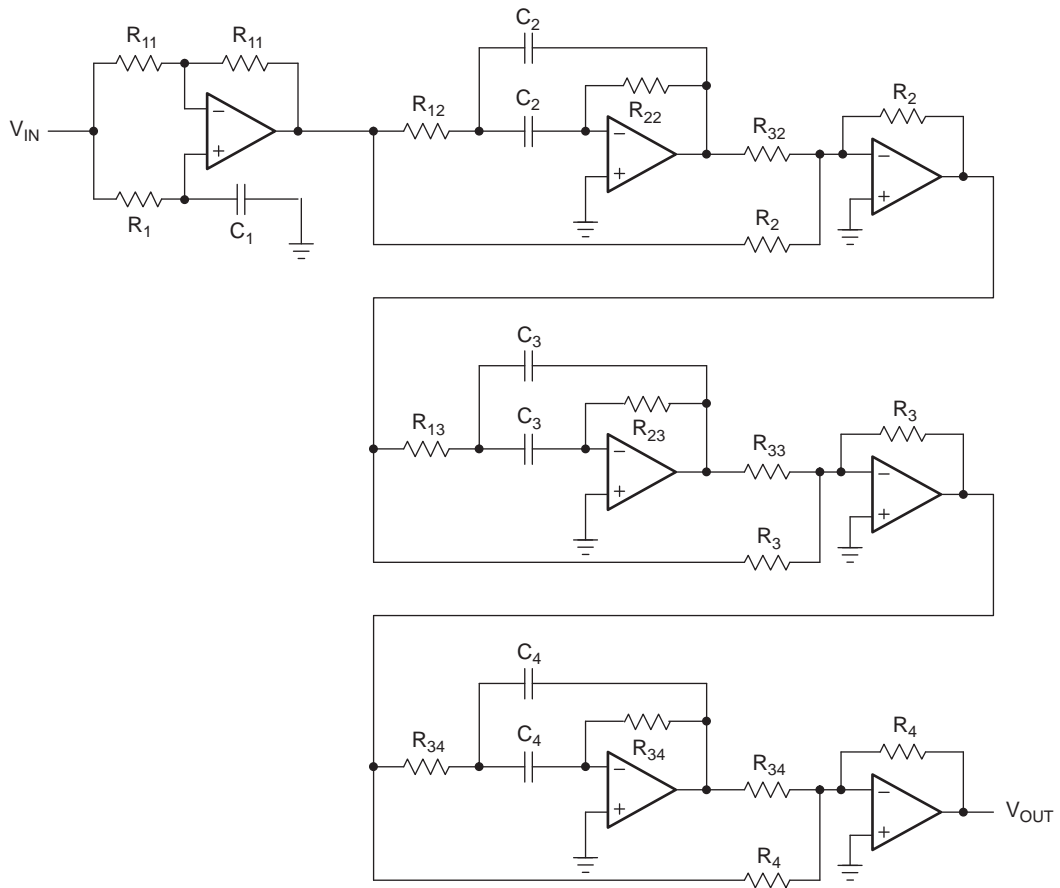 R11 R11
VIN
R1 C1
C2
R12 C2 R22
R32 R2
R2
C3
R13 C3 R23
R33 R3
R3
C4
R34 C4 R34
R34 R4
R4
VOUT
− +
− +
− +
− +
− +
− +
− +